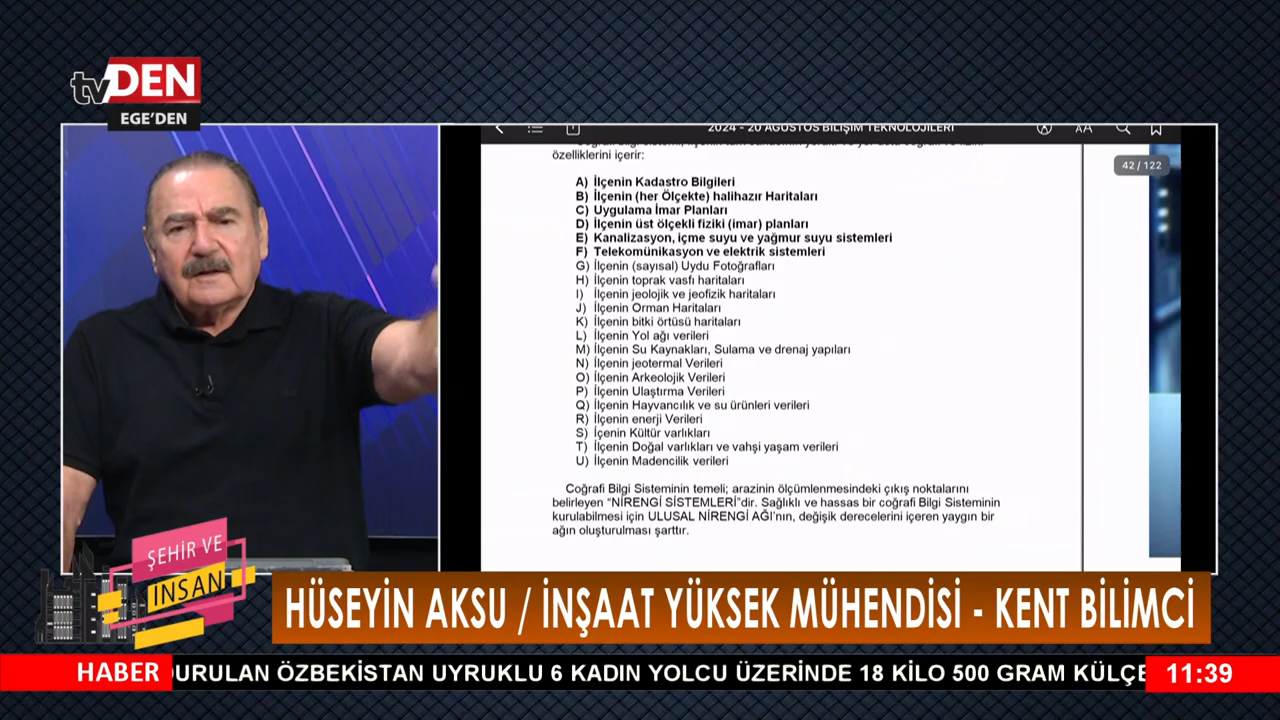 tvDEN
EGE'DEN
2024 - 20 AĞUSTOS BİLİŞİM TEKNOLOJİLERİ
AA
42 / 122
özelliklerini içerir:
A) İlçenin Kadastro Bilgileri
B) İlçenin (her Ölçekte) halihazır Haritaları
C) Uygulama İmar Planları
D) İlçenin üst ölçekli fiziki (imar) planları
E) Kanalizasyon, içme suyu ve yağmur suyu sistemleri
F) Telekomünikasyon ve elektrik sistemleri
G) İlçenin (sayısal) Uydu Fotoğrafları
H) İlçenin toprak vasfı haritaları
I) İlçenin jeolojik ve jeofizik haritaları
J) İlçenin Orman Haritaları
K) İlçenin bitki örtüsü haritaları
L) İlçenin Yol ağı verileri
M) İlçenin Su Kaynakları, Sulama ve drenaj yapıları
N) İlçenin jeotermal Verileri
O) İlçenin Arkeolojik Verileri
P) İlçenin Ulaştırma Verileri
Q) İlçenin Hayvancılık ve su ürünleri verileri
R) İlçenin enerji Verileri
S) İçenin Kültür varlıkları
T) İlçenin Doğal varlıkları ve vahşi yaşam verileri
U) İlçenin Madencilik verileri
Coğrafi Bilgi Sisteminin temeli; arazinin ölçümlenmesindeki çıkış noktalarını
belirleyen “NİRENGİ SİSTEMLERİ”dir. Sağlıklı ve hassas bir coğrafi Bilgi Sisteminin
kurulabilmesi için ULUSAL NİRENGİ AĞI’nın, değişik derecelerini içeren yaygın bir
ağın oluşturulması şarttır.
ŞEHİR VE
İNSAN
HÜSEYİN AKSU / İNŞAAT YÜKSEK MÜHENDİSİ - KENT BİLİMCİ
HABER DURULAN ÖZBEKİSTAN UYRUKLU 6 KADIN YOLCU ÜZERİNDE 18 KİLO 500 GRAM KÜLÇE 11:39